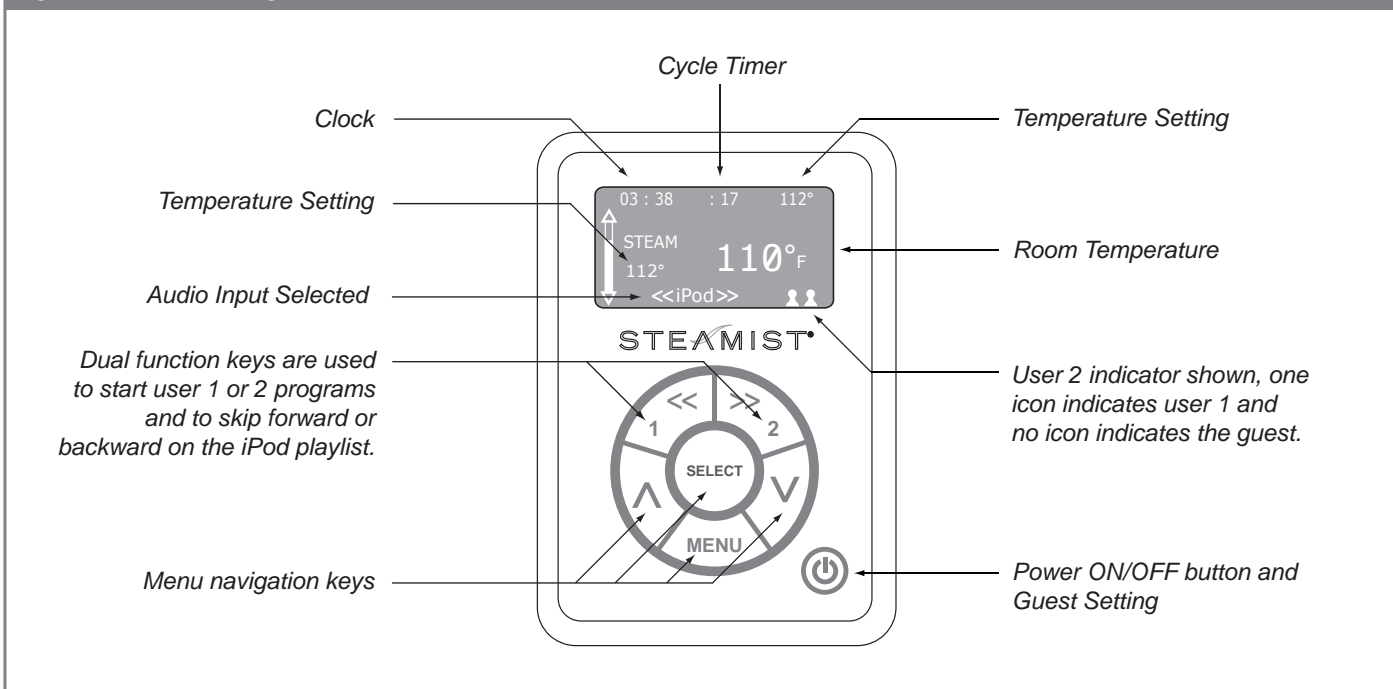 Cycle Timer
Clock
Temperature Setting
03 : 38 : 17 112°
Temperature Setting
STEAM
112°
110°F
Room Temperature
Audio Input Selected
<<iPod>>
STEAMIST
Dual function keys are used
to start user 1 or 2 programs
and to skip forward or
backward on the iPod playlist.
User 2 indicator shown, one
icon indicates user 1 and
no icon indicates the guest.
<< >>
1 2
SELECT
MENU
Menu navigation keys
Power ON/OFF button and
Guest Setting